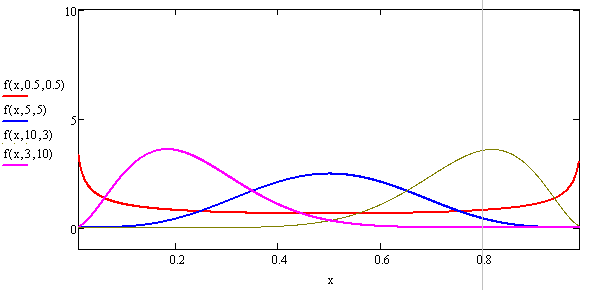 10
f(x,0.5,0.5)
f(x,5,5)
5
f(x,10,3)
f(x,3,10)
0
0.2 0.4 0.6 0.8
x